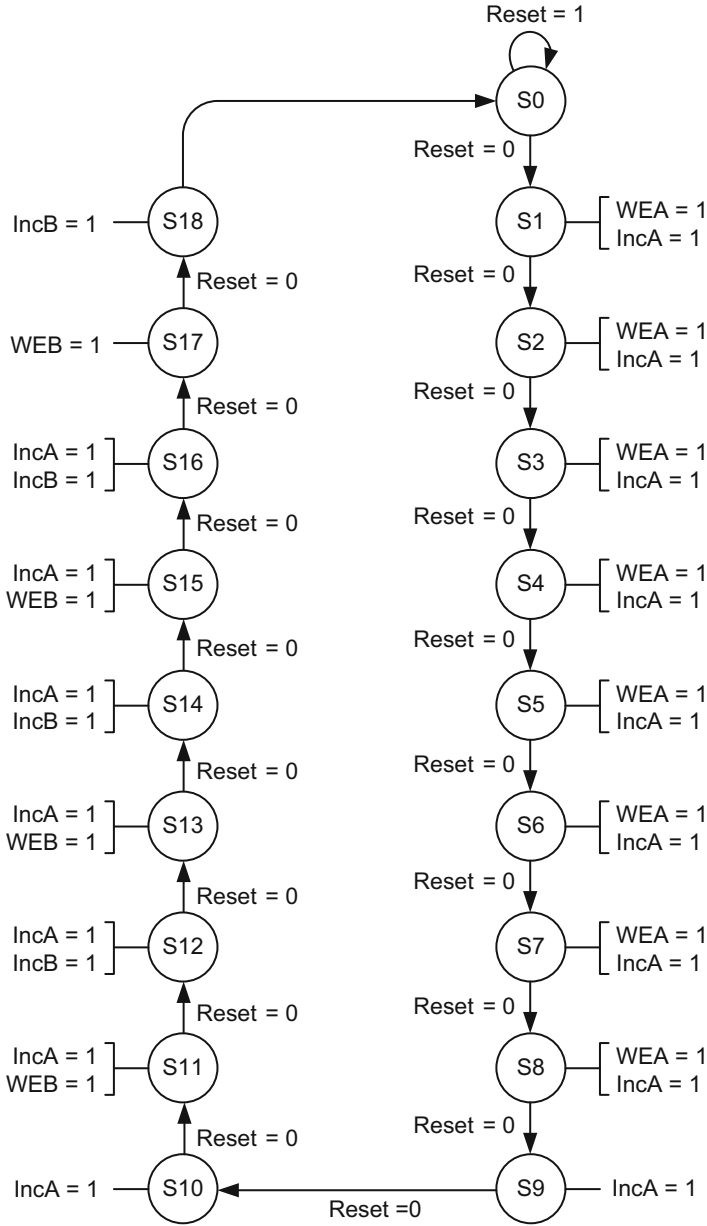 Reset = 1
S0
Reset = 0
IncB = 1
S18
S1
WEA = 1
IncA = 1
Reset = 0
Reset = 0
WEB = 1
S17
S2
WEA = 1
IncA = 1
Reset = 0
Reset = 0
IncA = 1
IncB = 1
S16
S3
WEA = 1
IncA = 1
Reset = 0
Reset = 0
IncA = 1
WEB = 1
S15
S4
WEA = 1
IncA = 1
Reset = 0
Reset = 0
IncA = 1
IncB = 1
S14
S5
WEA = 1
IncA = 1
Reset = 0
Reset = 0
IncA = 1
WEB = 1
S13
S6
WEA = 1
IncA = 1
Reset = 0
Reset = 0
IncA = 1
IncB = 1
S12
S7
WEA = 1
IncA = 1
Reset = 0
Reset = 0
IncA = 1
WEB = 1
S11
S8
WEA = 1
IncA = 1
Reset = 0
Reset = 0
IncA = 1
S10
S9
IncA = 1
Reset =0